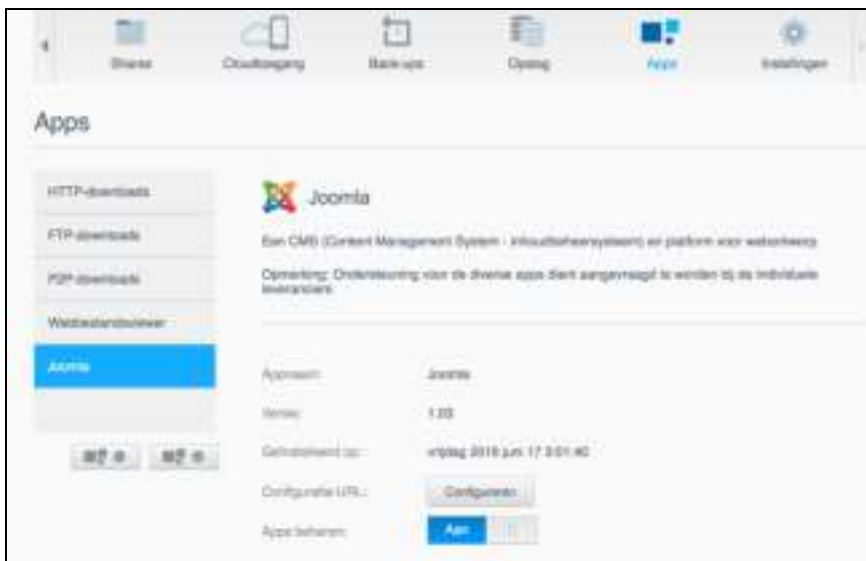 Shares Cloudtoegang Back-ups Opslag Apps Instellingen
Apps
HTTP-downloads
FTP-downloads
P2P-downloads
Webbestandsviewer
Joomla
Joomla
Een CMS (Content Management System - inhoudbeheersysteem) en platform voor webontwerp.
Opmerking: Ondersteuning voor de diverse apps dient aangevraagd te worden bij de individuele
leveranciers.
Appnaam: Joomla
Versie:
Geïnstalleerd op: vrijdag 2016 juni 17 3:01:40
Configuratie URL: Configureren
Apps beheren: Aan